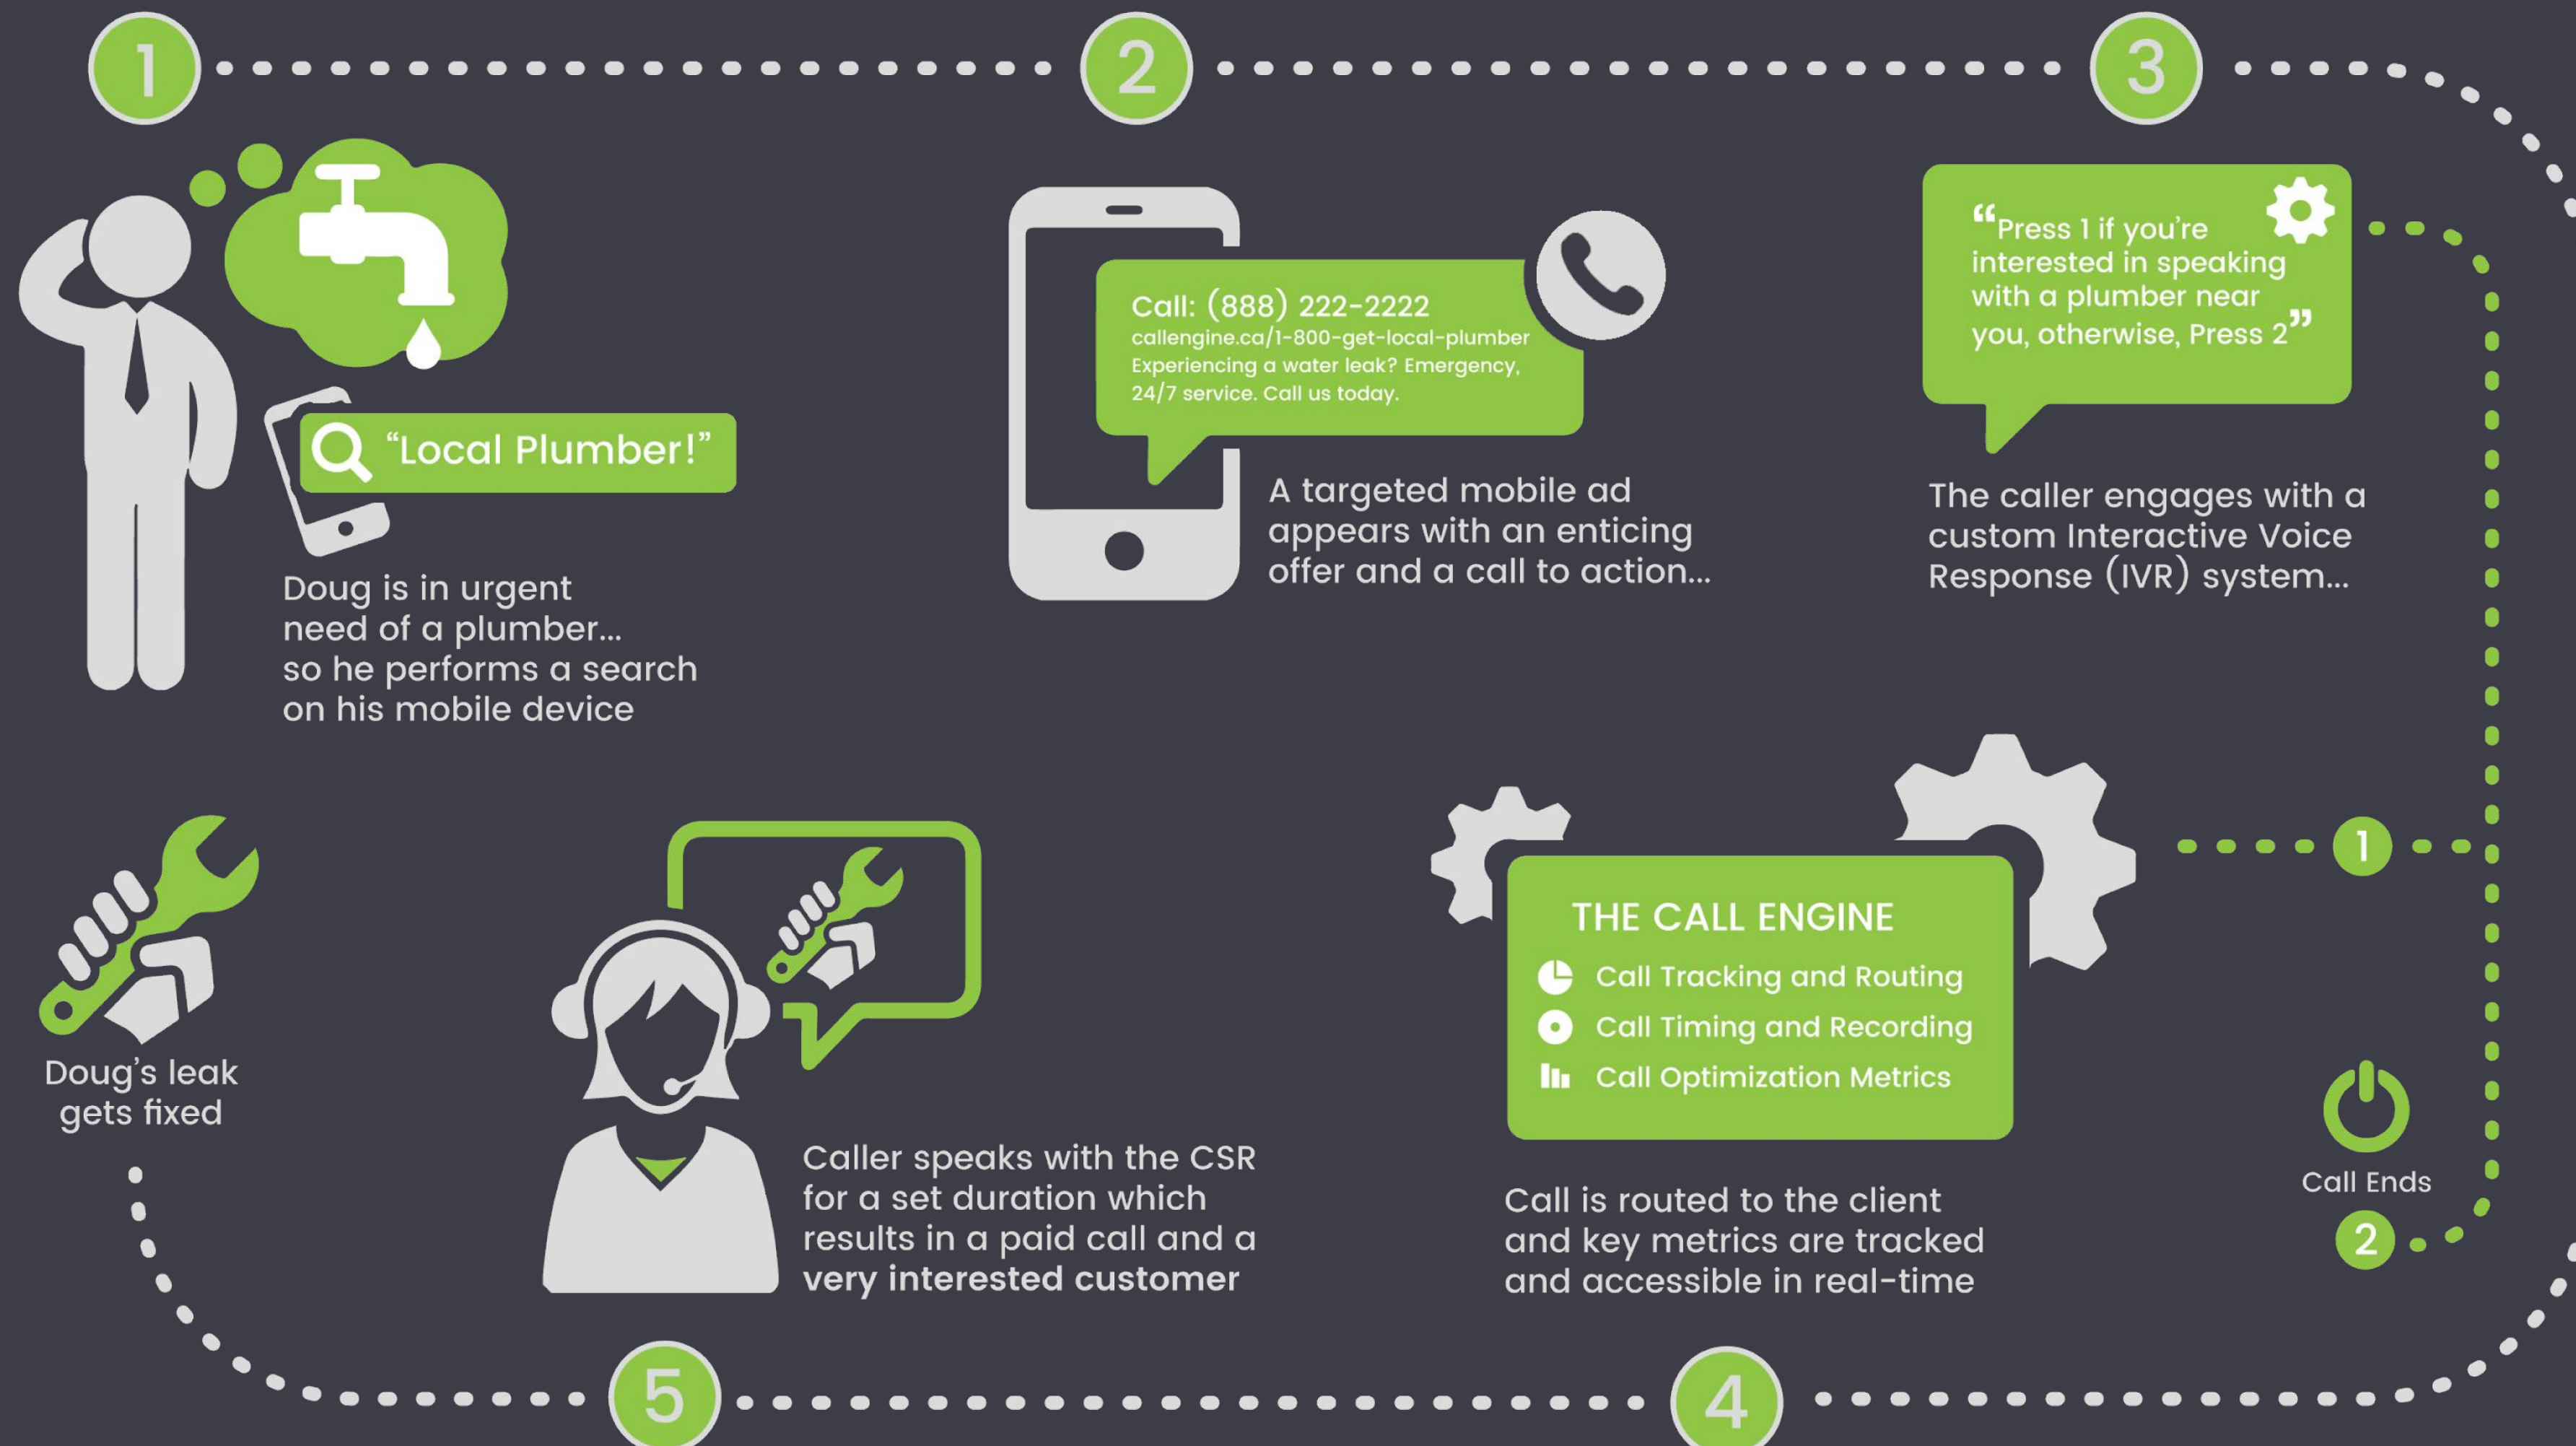 1
2
3
“Local Plumber!”
Doug is in urgent
need of a plumber...
so he performs a search
on his mobile device
Call: (888) 222-2222
callengine.ca/1-800-get-local-plumber
Experiencing a water leak? Emergency,
24/7 service. Call us today.
A targeted mobile ad
appears with an enticing
offer and a call to action...
“Press 1 if you're
interested in speaking
with a plumber near
you, otherwise, Press 2”
The caller engages with a
custom Interactive Voice
Response (IVR) system...
1
Call Ends
2
THE CALL ENGINE
Call Tracking and Routing
Call Timing and Recording
Call Optimization Metrics
Call is routed to the client
and key metrics are tracked
and accessible in real-time
4
Caller speaks with the CSR
for a set duration which
results in a paid call and a
very interested customer
5
Doug's leak
gets fixed